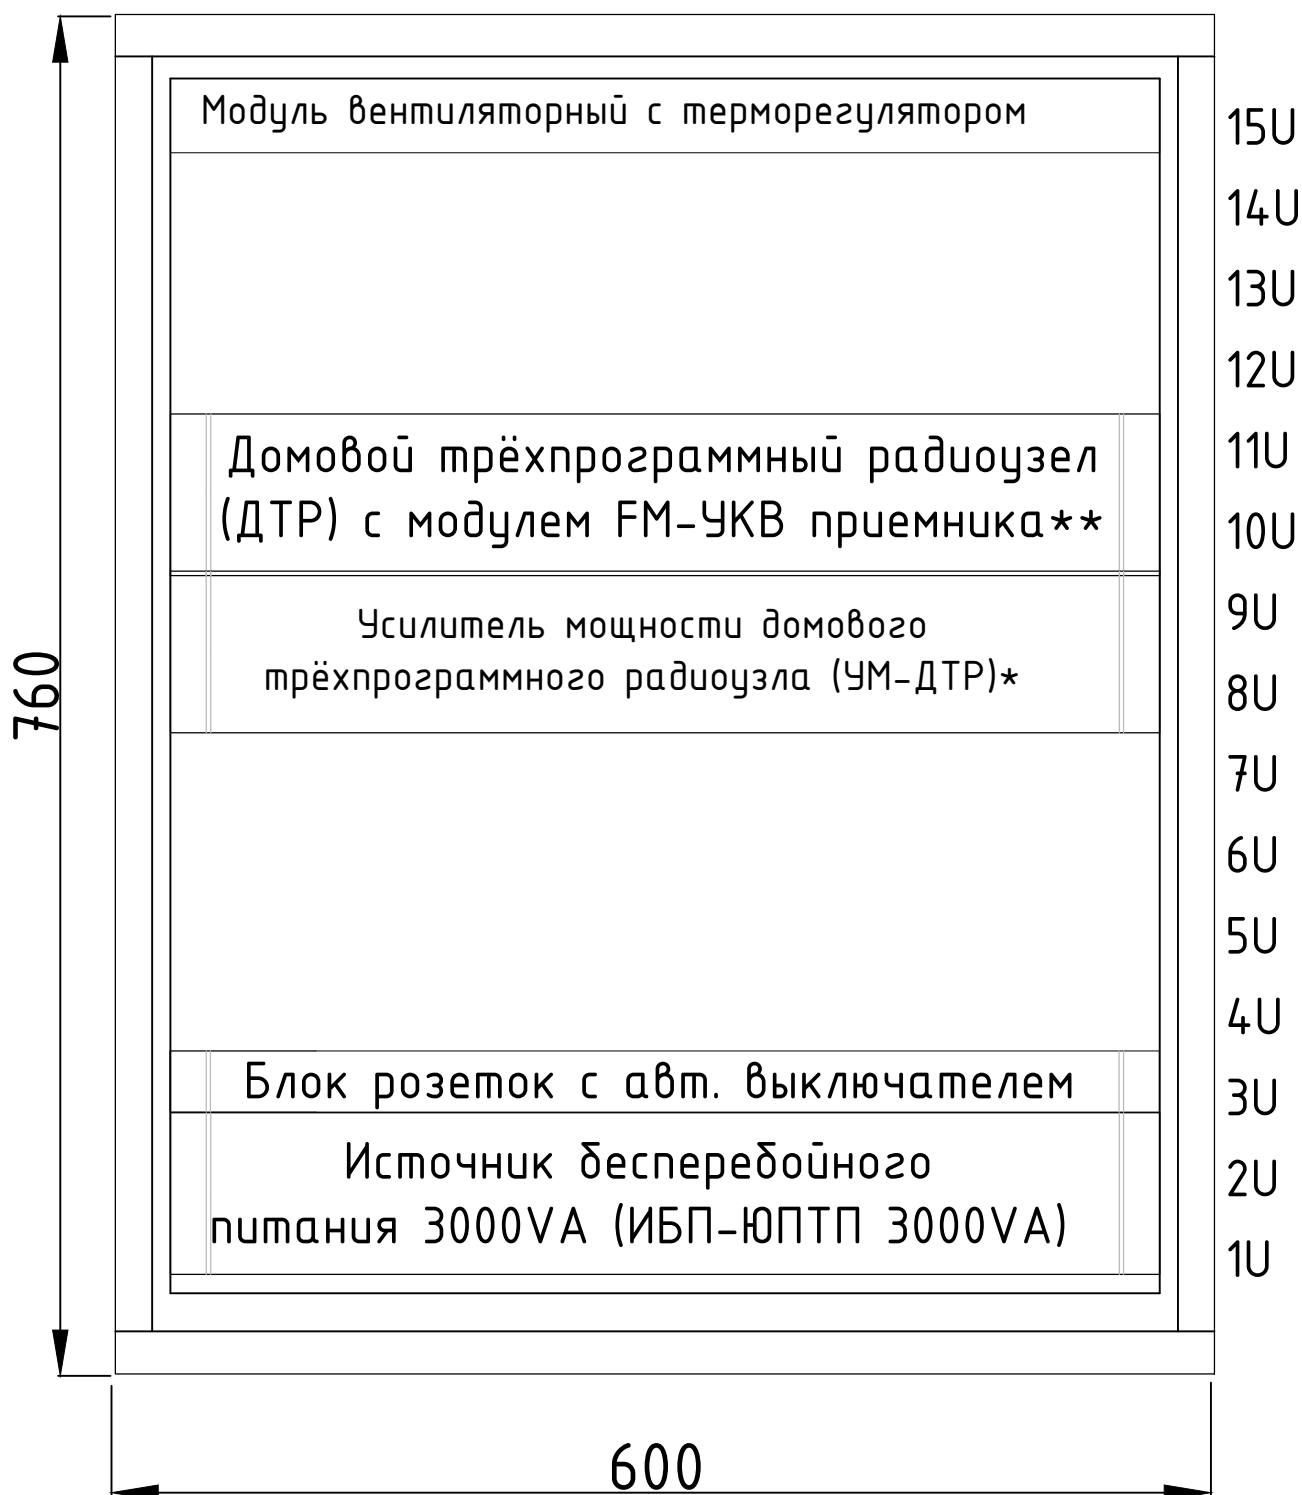 Модуль вентиляторный с терморегулятором
15U
14U
13U
12U
Домовой трёхпрограммный радиоузел
11U
(ДТР) с модулем FM-УКВ приемника**
10U
Усилитель мощности домового
9U
трёхпрограммного радиоузла (УМ-ДТР)*
8U
760
7U
6U
5U
4U
Блок розеток с авт. выключателем
3U
Источник бесперебойного
2U
питания 3000VA (ИБП-ЮПТП 3000VA)
1U
600